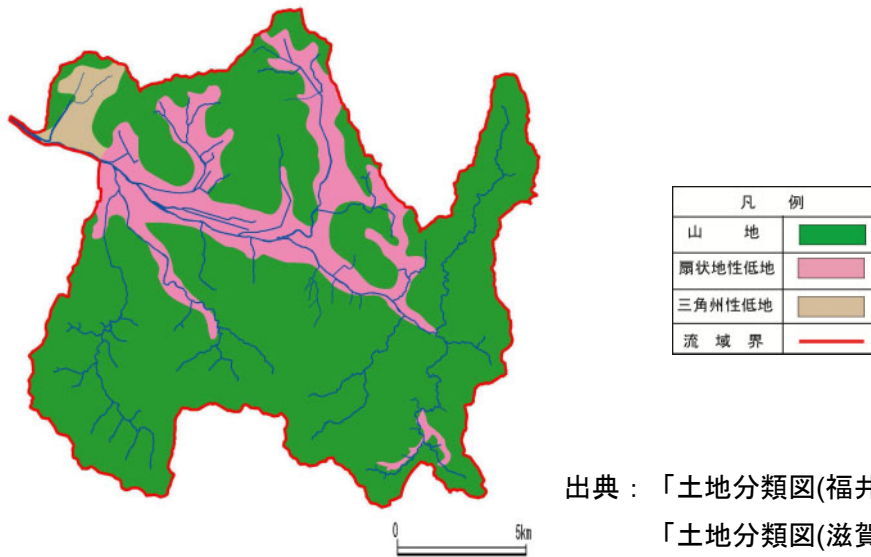 凡 例
山 地
扇状地性低地
三角州性低地
流 域 界
0 5km
出典：「土地分類図(福井
「土地分類図(滋賀